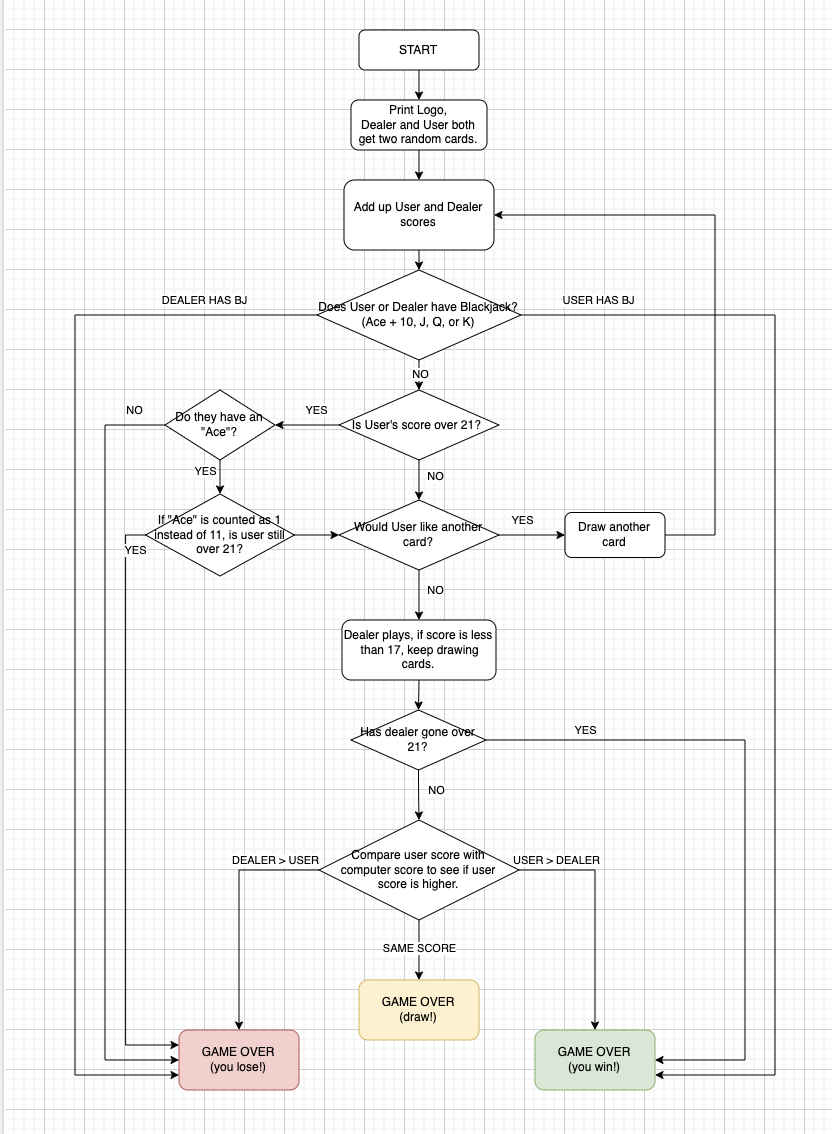 START
Print Logo,
Dealer and User both
get two random cards.
Add up User and Dealer
scores
DEALER HAS BJ
USER HAS BJ
Does User or Dealer have Blackjack?
(Ace + 10, J, Q, or K)
NO
NO
YES
Do they have an
"Ace"?
Is User's score over 21?
YES
NO
If "Ace" is counted as 1
instead of 11, is user still
over 21?
YES
Would User like another
card?
YES
Draw another
card
NO
Dealer plays, if score is less
than 17, keep drawing
cards.
Has dealer gone over
21?
YES
NO
DEALER > USER
Compare user score with
computer score to see if user
score is higher.
USER > DEALER
SAME SCORE
GAME OVER
(draw!)
GAME OVER
(you lose!)
GAME OVER
(you win!)